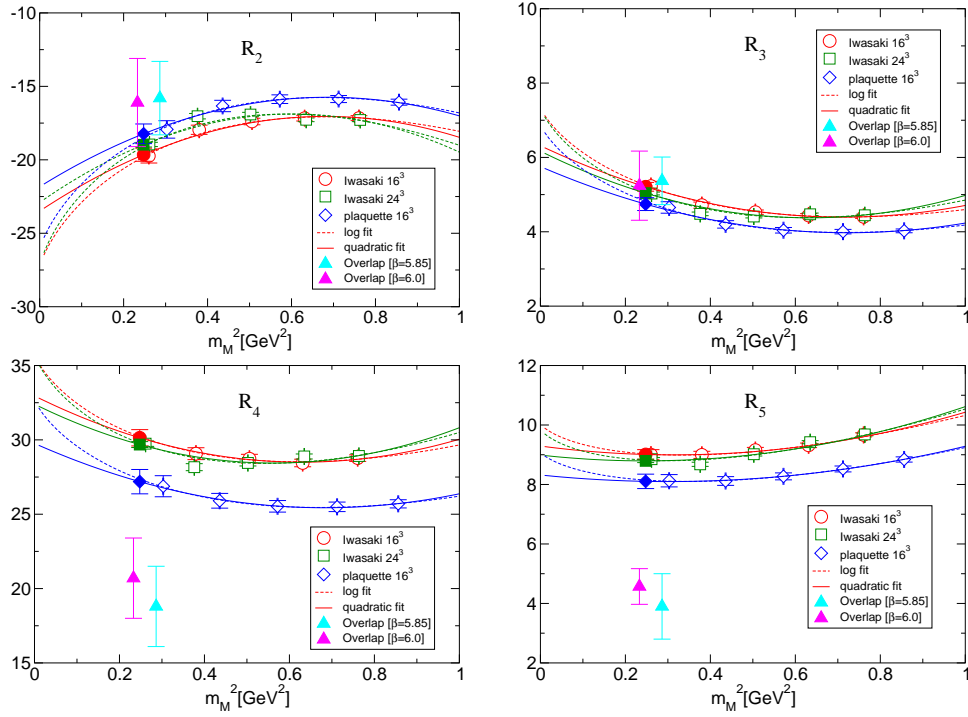 R₂
-10
-15
-20
-25
-30
0
0.2
0.4
0.6
0.8
1
m_M²[GeV²]
Iwasaki 16³
Iwasaki 24³
plaquette 16³
log fit
quadratic fit
Overlap [β=5.85]
Overlap [β=6.0]
R₃
10
8
6
4
2
0
0.2
0.4
0.6
0.8
1
m_M²[GeV²]
Iwasaki 16³
Iwasaki 24³
plaquette 16³
log fit
quadratic fit
Overlap [β=5.85]
Overlap [β=6.0]
R₄
35
30
25
20
15
0
0.2
0.4
0.6
0.8
1
m_M²[GeV²]
Iwasaki 16³
Iwasaki 24³
plaquette 16³
log fit
quadratic fit
Overlap [β=5.85]
Overlap [β=6.0]
R₅
12
10
8
6
4
2
0
0.2
0.4
0.6
0.8
1
m_M²[GeV²]
Iwasaki 16³
Iwasaki 24³
plaquette 16³
log fit
quadratic fit
Overlap [β=5.85]
Overlap [β=6.0]